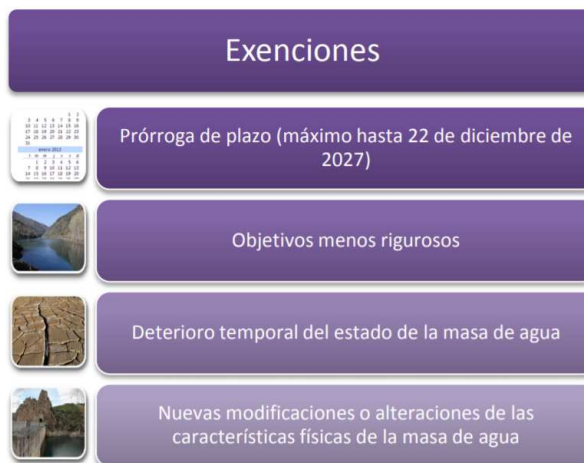 Exenciones
Prórroga de plazo (máximo hasta 22 de diciembre de
2027)
Objetivos menos rigurosos
Deterioro temporal del estado de la masa de agua
Nuevas modificaciones o alteraciones de las
características físicas de la masa de agua